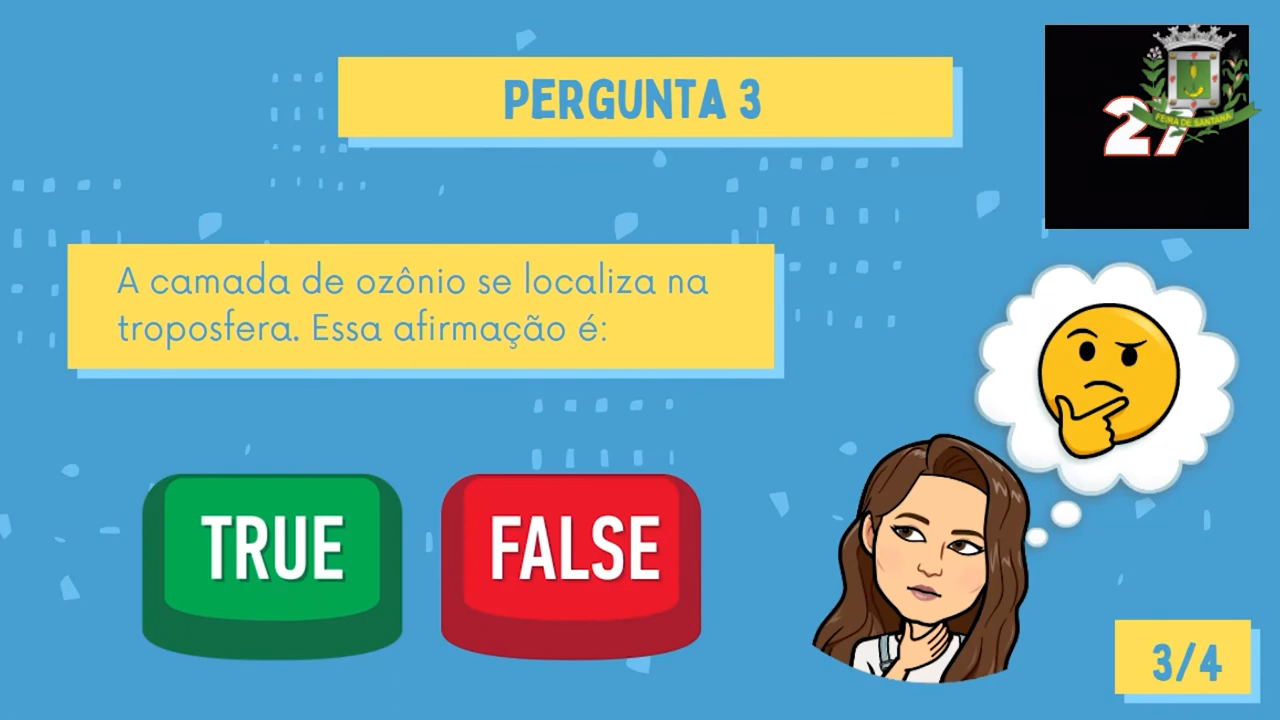 PERGUNTA 3
27
FEIRA DE SANTANA
A camada de ozônio se localiza na
troposfera. Essa afirmação é:
TRUE
FALSE
3/4